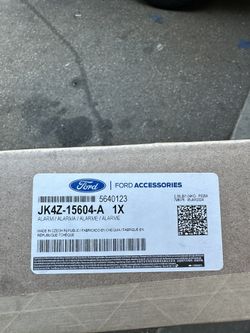 Ford
FORD ACCESSORIES
5640123
JK4Z-15604-A 1X
ALARM / ALARMA / ALARME / ALARME
MADE IN CZECH REPUBLIC / FABRICADO EN CHEQUIA / FABRIQUE EN
REPUBLIQUE TCHEQUE